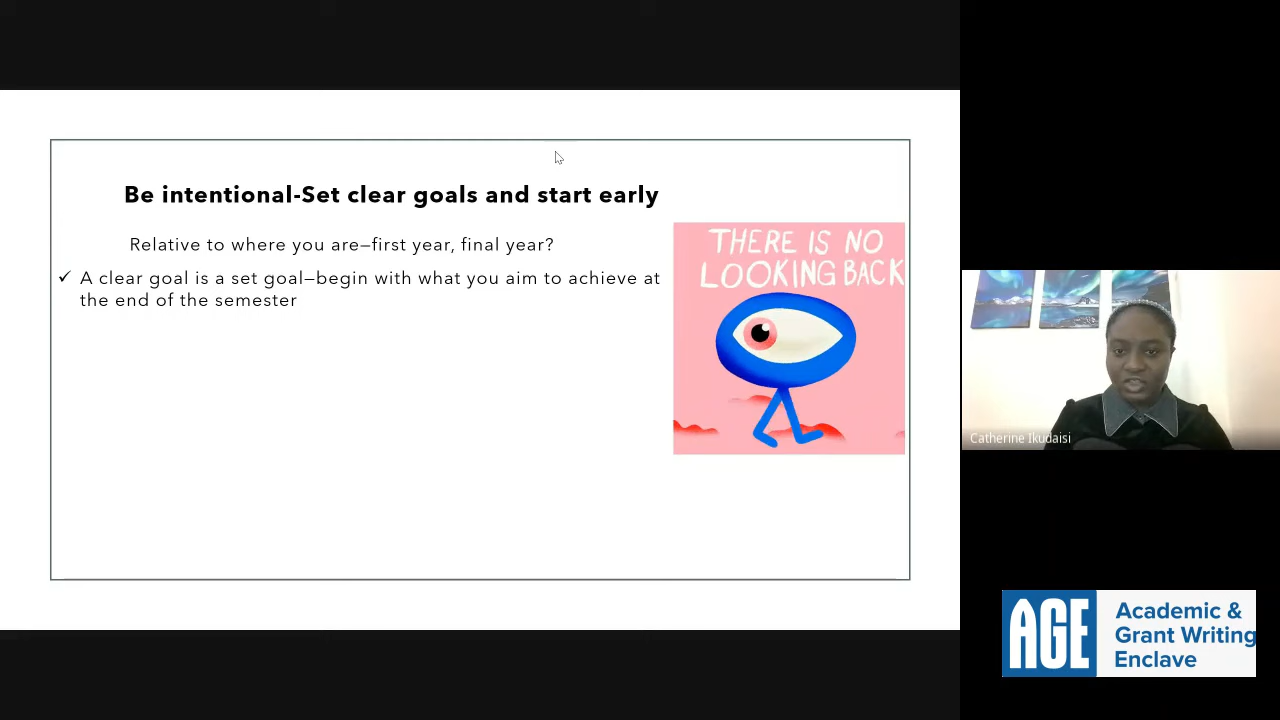 Be intentional-Set clear goals and start early
Relative to where you are–first year, final year?
✓ A clear goal is a set goal–begin with what you aim to achieve at
the end of the semester
THERE IS NO
LOOKING BACK
Catherine Ikudaisi
AGE
Academic &
Grant Writing
Enclave